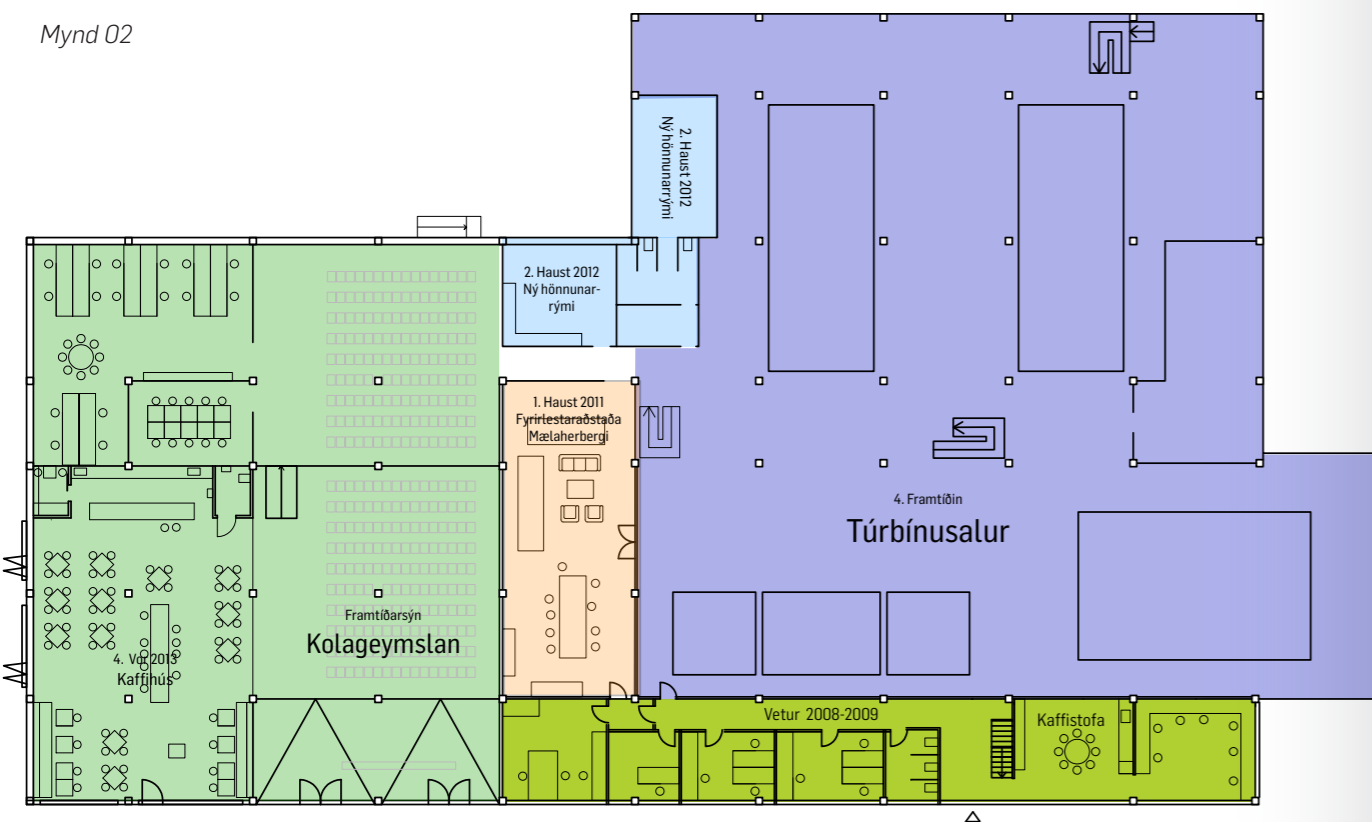 Mynd 02
2. Haust 2012
Ný hönnunarrými
2. Haust 2012
Ný hönnunar-
rými
1. Haust 2011
Fyrirlestaraðstaða
Mælaherbergi
4. Framtíðin
Túrbínusalur
Framtíðarsýn
Kolageymslan
4. Vor 2013
Kaffihús
Vetur 2008-2009
Kaffistofa